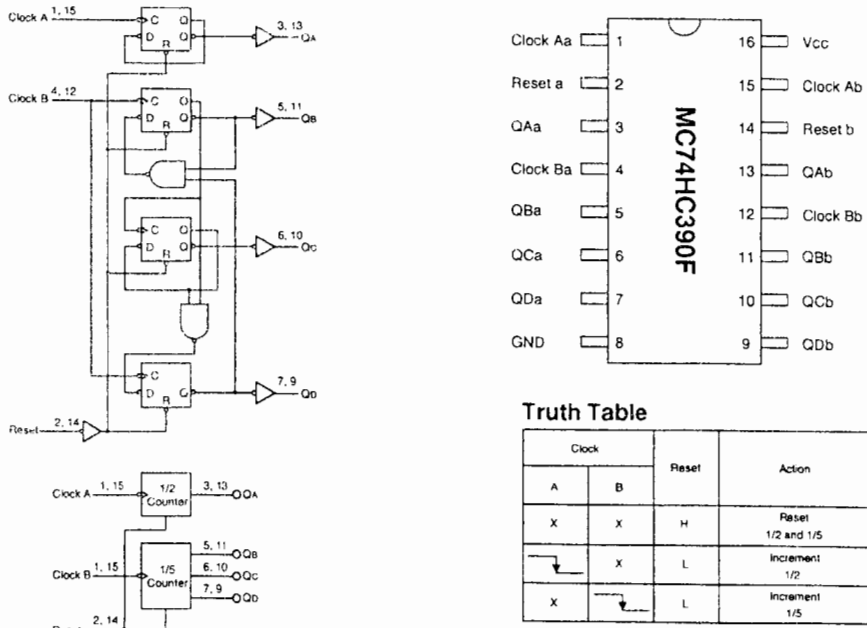 Clock A 1, 15
C Q
D Q
R
3, 13
QA
Clock B 4, 12
C Q
D Q
R
5, 11
QB
C Q
D Q
R
6, 10
QC
C
D Q
R
7, 9
QD
Reset 2, 14
Clock A 1, 15
1/2
Counter
3, 13
QA
Clock B 1, 15
1/5
Counter
5, 11
QB
6, 10
QC
7, 9
QD
2, 14
Clock Aa 1
Reset a 2
QAa 3
Clock Ba 4
QBa 5
QCa 6
QDa 7
GND 8
MC74HC390F
16 Vcc
15 Clock Ab
14 Reset b
13 QAb
12 Clock Bb
11 QBb
10 QCb
9 QDb
Truth Table
Clock Reset Action
A B
X X H Reset
1/2 and 1/5
X L Increment
1/2
X L Increment
1/5